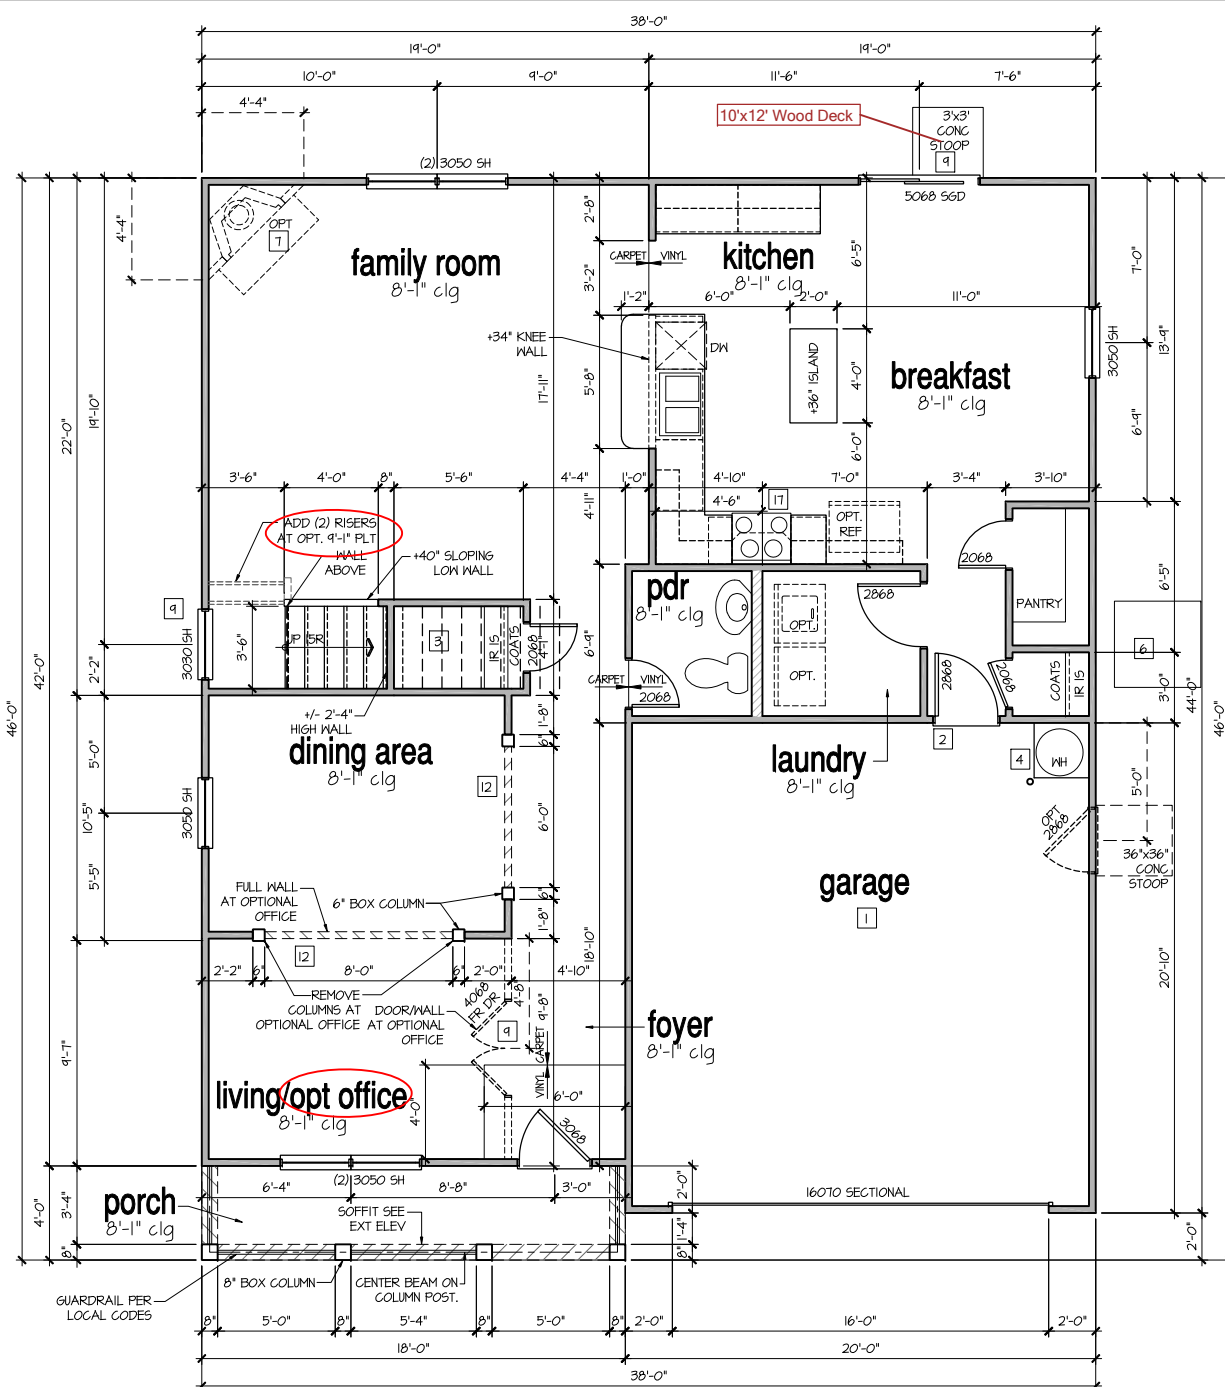 38'-0"
19'-0"
19'-0"
10'-0"
9'-0"
11'-6"
7'-6"
4'-4"
10'x12' Wood Deck
3'x3'
CONC
STOOP
9
(2) 3050 SH
5068 SGD
4'-4"
OPT
7
family room
8'-1" clg
2'-8"
CARPET
VINYL
kitchen
8'-1" clg
6'-5"
7'-0"
3'-2"
1'-2"
6'-0"
2'-0"
11'-0"
+34" KNEE
WALL
DW
+36" ISLAND
4'-0"
breakfast
8'-1" clg
3050 SH
13'-9"
6'-9"
5'-8"
17'-11"
6'-0"
22'-0"
19'-10"
3'-6"
4'-0"
8"
5'-6"
4'-4"
1'-0"
4'-10"
7'-0"
3'-4"
3'-10"
4'-11"
4'-6"
17
OPT.
REF
ADD (2) RISERS
AT OPT. 9'-1" PLT
WALL
ABOVE
+40" SLOPING
LOW WALL
2068
6'-5"
pdr
8'-1" clg
2868
PANTRY
9
3030 SH
3'-6"
UP 15R
3
1R 1S
COATS
2068
4'-1"
6'-9"
OPT.
OPT.
6
42'-0"
2'-2"
CARPET
VINYL
2068
2868
2068
COATS
1R 1S
3'-0"
44'-0"
46'-0"
46'-0"
+/- 2'-4"
HIGH WALL
1'-8"
6"
dining area
8'-1" clg
5'-0"
2
4
WH
laundry
8'-1" clg
12
5'-0"
3050 SH
10'-5"
6'-0"
OPT
2868
36"x36"
CONC
STOOP
5'-5"
garage
1
FULL WALL
AT OPTIONAL
OFFICE
6" BOX COLUMN
6"
1'-8"
18'-10"
12
2'-2"
6"
8'-0"
6"
2'-0"
4'-10"
20'-10"
REMOVE
COLUMNS AT
OPTIONAL OFFICE
DOOR/WALL
AT OPTIONAL
OFFICE
4068
FR DR
4'-8"
9'-8"
9
CARPET
VINYL
foyer
8'-1" clg
9'-7"
living/opt office
8'-1" clg
4'-0"
6'-0"
3068
(2) 3050 SH
6'-4"
8'-8"
3'-0"
2'-0"
16070 SECTIONAL
porch
8'-1" clg
SOFFIT SEE
EXT ELEV
4'-0"
3'-4"
8"
1'-4"
8"
2'-0"
8" BOX COLUMN
CENTER BEAM ON
COLUMN POST.
GUARDRAIL PER
LOCAL CODES
8"
5'-0"
8"
5'-4"
8"
5'-0"
8"
2'-0"
16'-0"
2'-0"
18'-0"
20'-0"
38'-0"